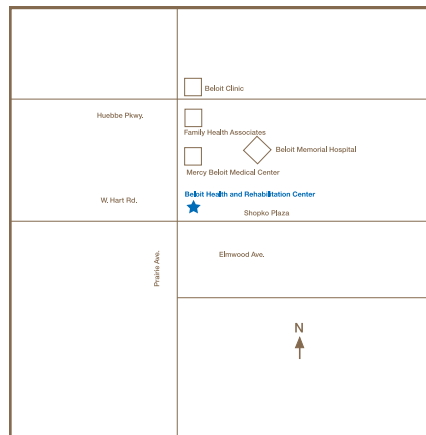 Beloit Clinic
Huebbe Pkwy.
Family Health Associates
Beloit Memorial Hospital
Mercy Beloit Medical Center
Beloit Health and Rehabilitation Center
W. Hart Rd.
Shopko Plaza
Elmwood Ave.
Prairie Ave.
N